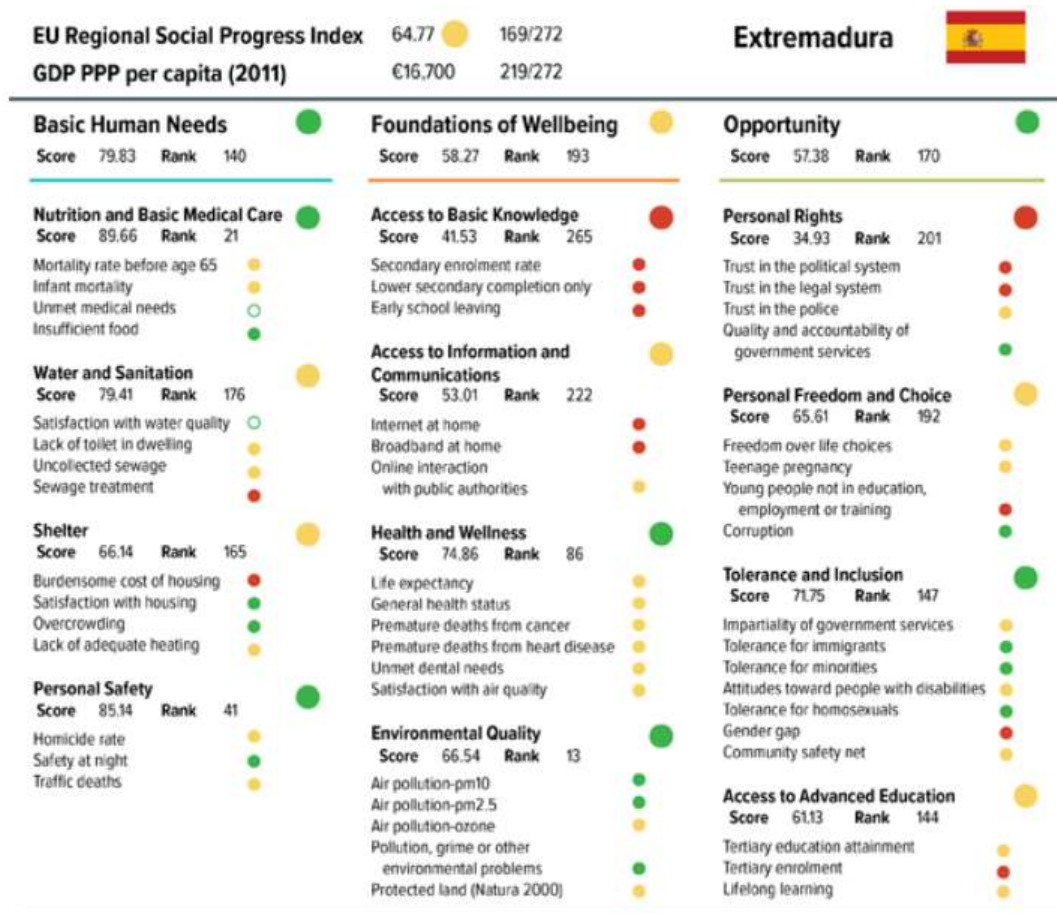 EU Regional Social Progress Index 64.77 169/272
GDP PPP per capita (2011) €16,700 219/272
Extremadura
Basic Human Needs
Score 79.83 Rank 140
Nutrition and Basic Medical Care
Score 89.66 Rank 21
Mortality rate before age 65
Infant mortality
Unmet medical needs
Insufficient food
Water and Sanitation
Score 79.41 Rank 176
Satisfaction with water quality
Lack of toilet in dwelling
Uncollected sewage
Sewage treatment
Shelter
Score 66.14 Rank 165
Burdensome cost of housing
Satisfaction with housing
Overcrowding
Lack of adequate heating
Personal Safety
Score 85.14 Rank 41
Homicide rate
Safety at night
Traffic deaths
Foundations of Wellbeing
Score 58.27 Rank 193
Access to Basic Knowledge
Score 41.53 Rank 265
Secondary enrolment rate
Lower secondary completion only
Early school leaving
Access to Information and
Communications
Score 53.01 Rank 222
Internet at home
Broadband at home
Online interaction
with public authorities
Health and Wellness
Score 74.86 Rank 86
Life expectancy
General health status
Premature deaths from cancer
Premature deaths from heart disease
Unmet dental needs
Satisfaction with air quality
Environmental Quality
Score 66.54 Rank 13
Air pollution-pm10
Air pollution-pm2.5
Air pollution-ozone
Pollution, grime or other
environmental problems
Protected land (Natura 2000)
Opportunity
Score 57.38 Rank 170
Personal Rights
Score 34.93 Rank 201
Trust in the political system
Trust in the legal system
Trust in the police
Quality and accountability of
government services
Personal Freedom and Choice
Score 65.61 Rank 192
Freedom over life choices
Teenage pregnancy
Young people not in education,
employment or training
Corruption
Tolerance and Inclusion
Score 71.75 Rank 147
Impartiality of government services
Tolerance for immigrants
Tolerance for minorities
Attitudes toward people with disabilities
Tolerance for homosexuals
Gender gap
Community safety net
Access to Advanced Education
Score 61.13 Rank 144
Tertiary education attainment
Tertiary enrolment
Lifelong learning